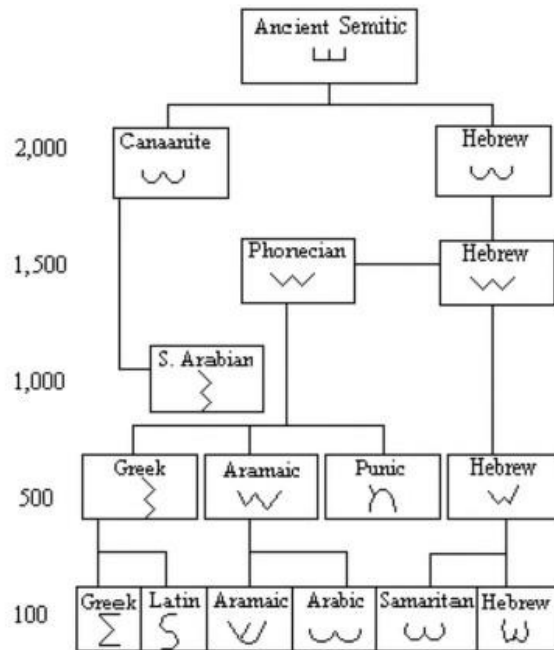 Ancient Semitic
2,000
Canaanite
Hebrew
1,500
Phonecian
Hebrew
1,000
S. Arabian
500
Greek
Aramaic
Punic
Hebrew
100
Greek
Latin
Aramaic
Arabic
Samaritan
Hebrew